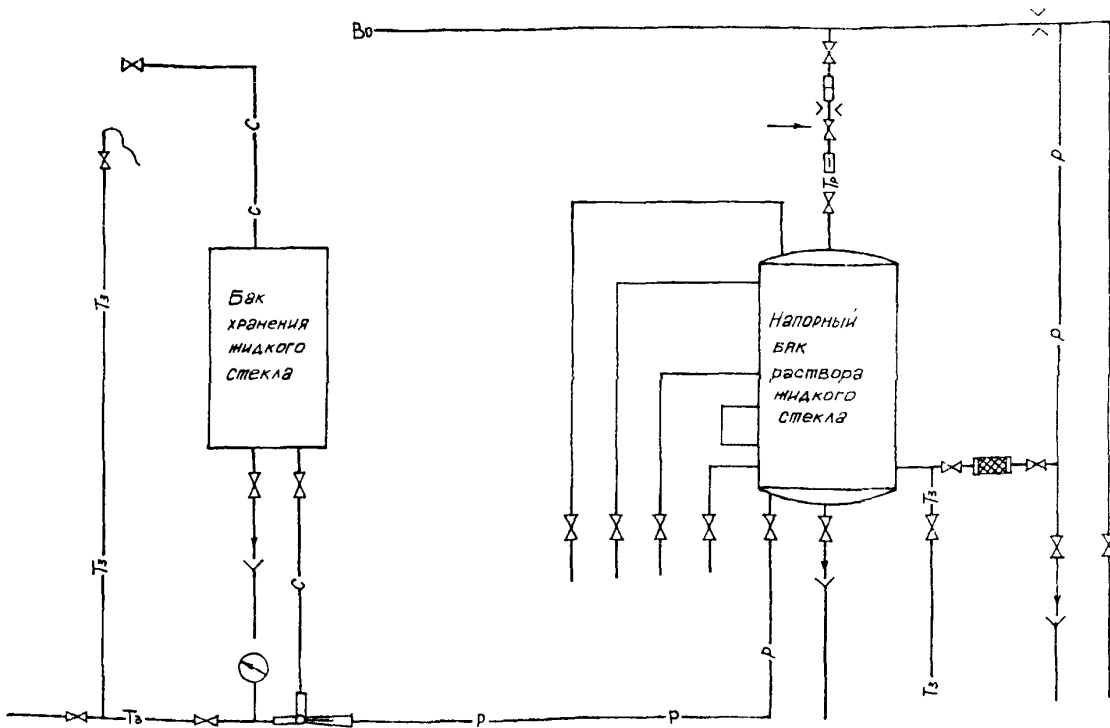 Во
С
С
Тз
Тз
Бак
хранения
жидкого
стекла
С
Тз
Тр
Напорный
бак
раствора
жидкого
стекла
Р
Р
Тз
Тз
Р
Р
Р